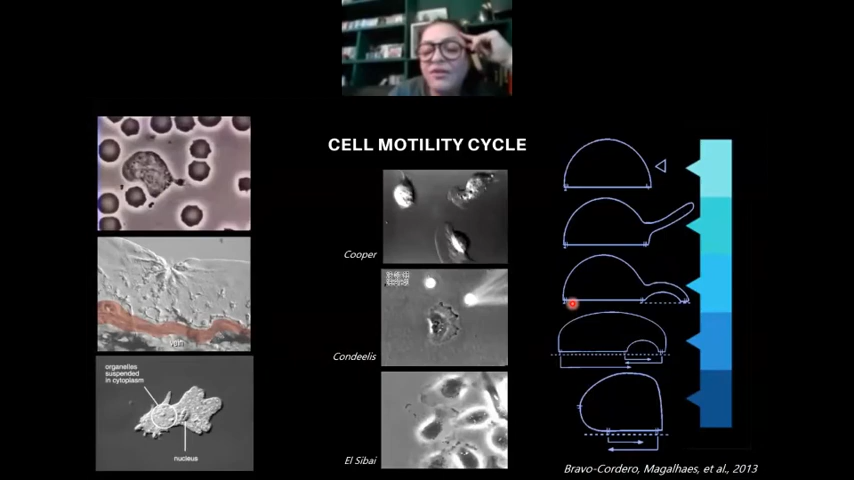 CELL MOTILITY CYCLE
Cooper
Condeelis
organelles
suspended
in cytoplasm
nucleus
El Sibai
Bravo-Cordero, Magalhaes, et al., 2013